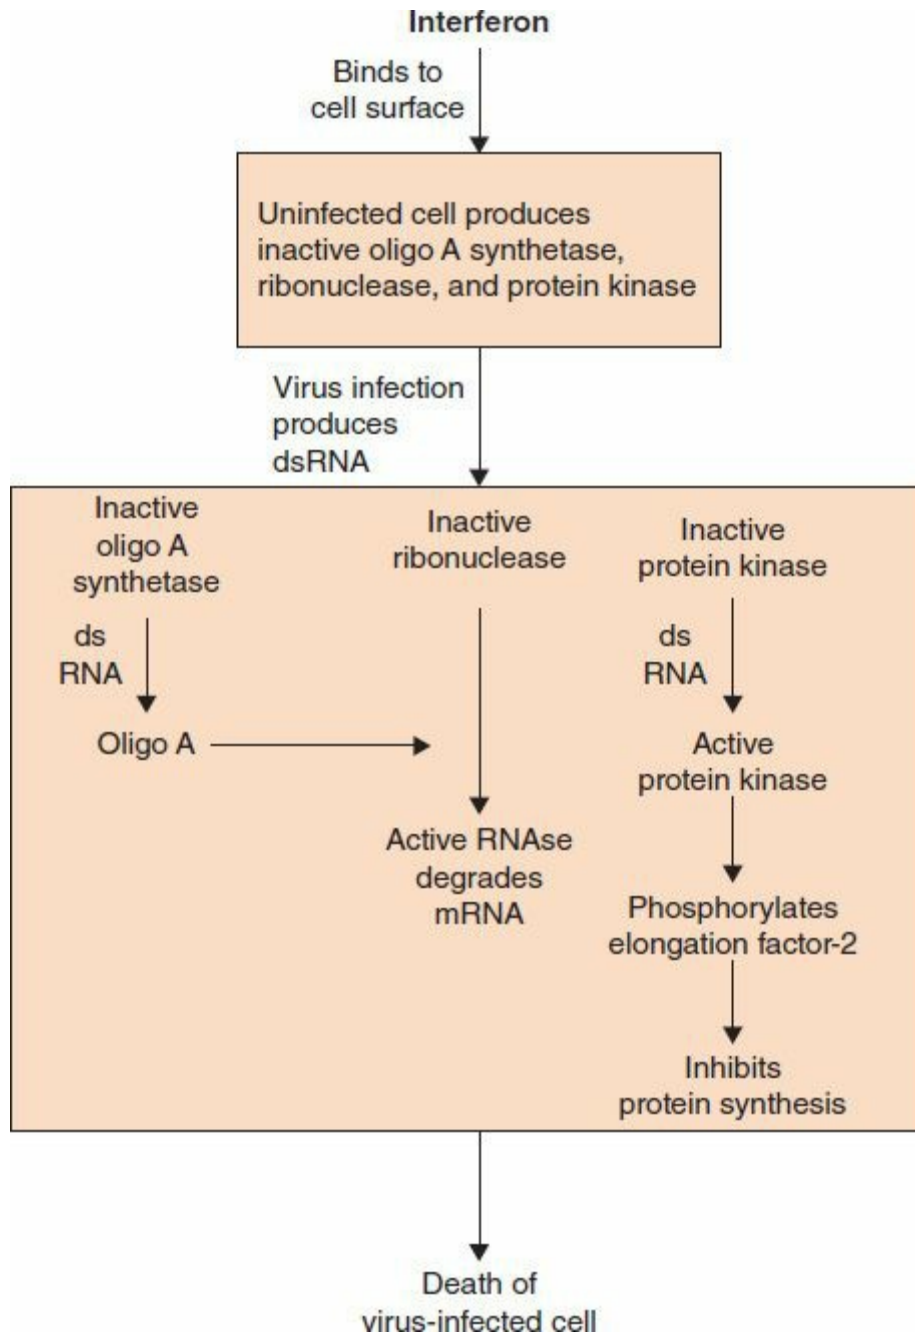 Interferon
Binds to
cell surface
Uninfected cell produces
inactive oligo A synthetase,
ribonuclease, and protein kinase
Virus infection
produces
dsRNA
Inactive
oligo A
synthetase
ds
RNA
Oligo A
Inactive
ribonuclease
Active RNAse
degrades
mRNA
Inactive
protein kinase
ds
RNA
Active
protein kinase
Phosphorylates
elongation factor-2
Inhibits
protein synthesis
Death of
virus-infected cell